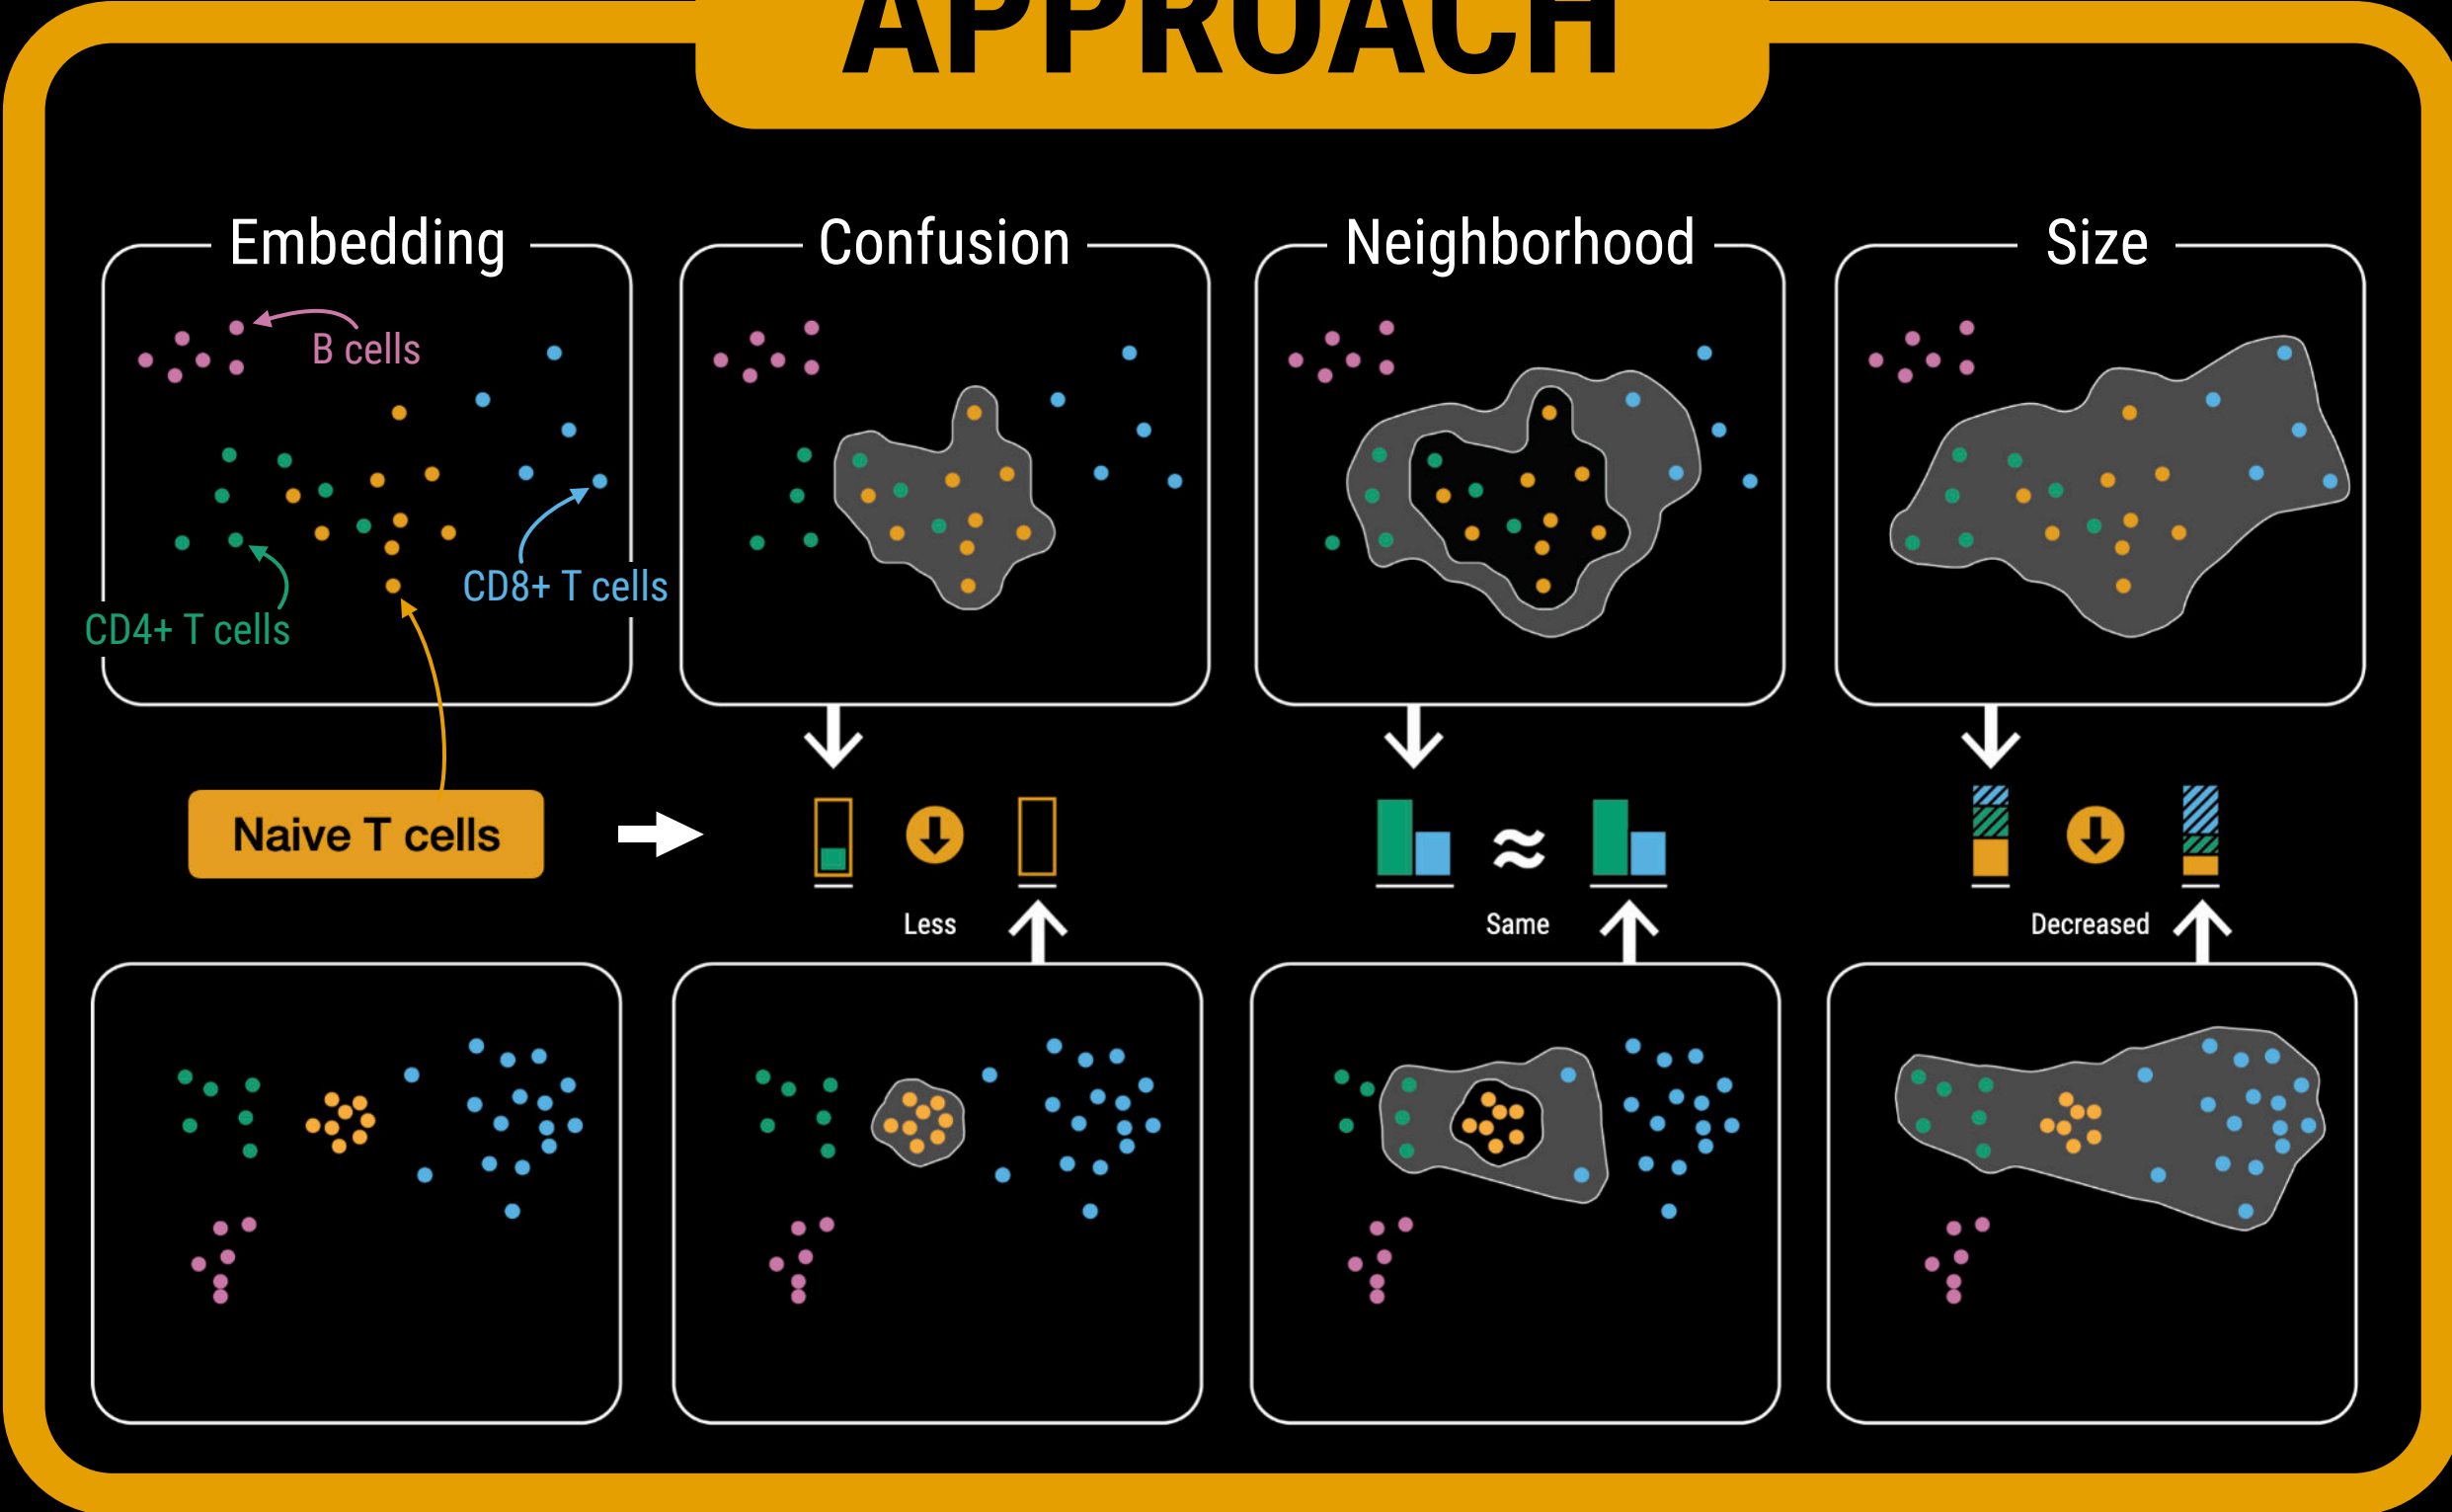 APPROACH
Embedding
Confusion
Neighborhood
Size
B cells
CD8+ T cells
CD4+ T cells
Naive T cells
Less
Same
Decreased